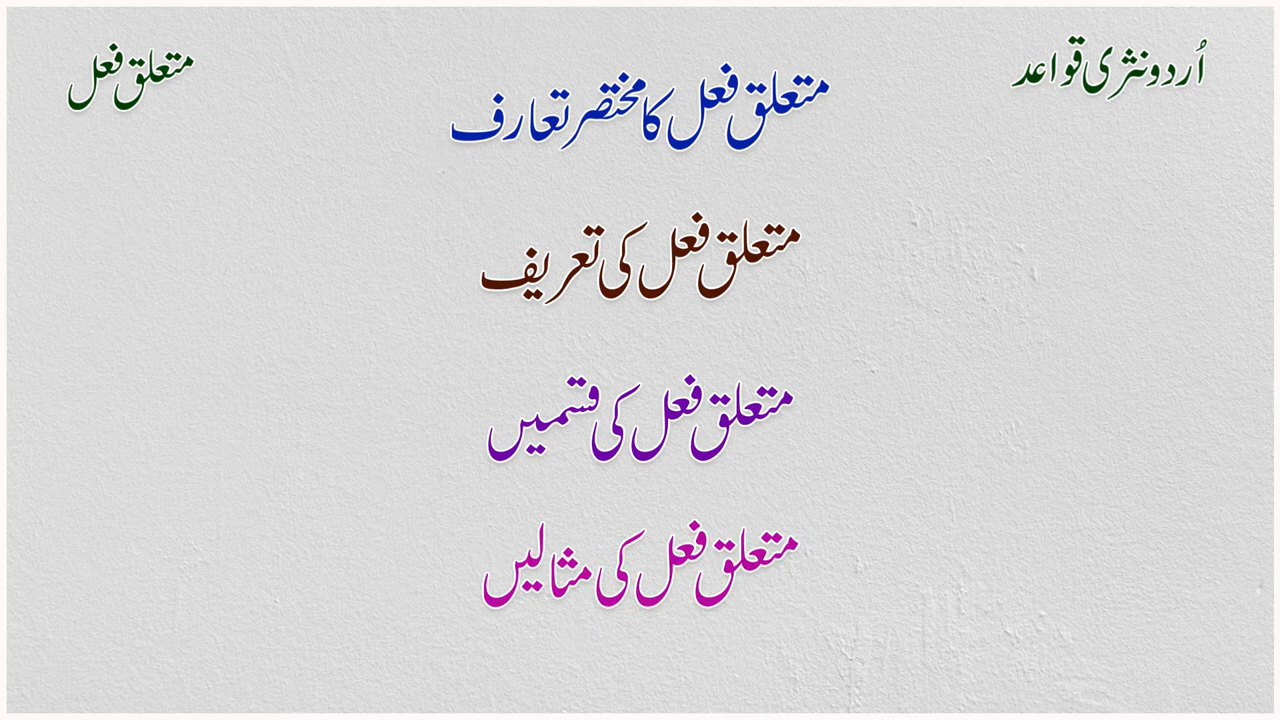 اُردو نثری قواعد
متعلق فعل
متعلق فعل کا مختصر تعارف
متعلق فعل کی تعریف
متعلق فعل کی قسمیں
متعلق فعل کی مثالیں